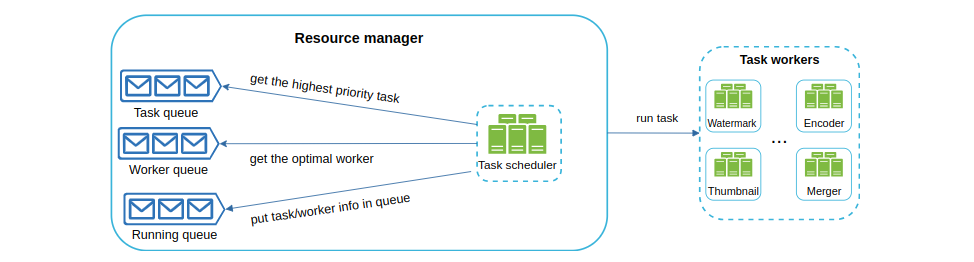 Resource manager
get the highest priority task
Task queue
get the optimal worker
Worker queue
Task scheduler
put task/worker info in queue
Running queue
run task
Task workers
Watermark
Encoder
...
Thumbnail
Merger